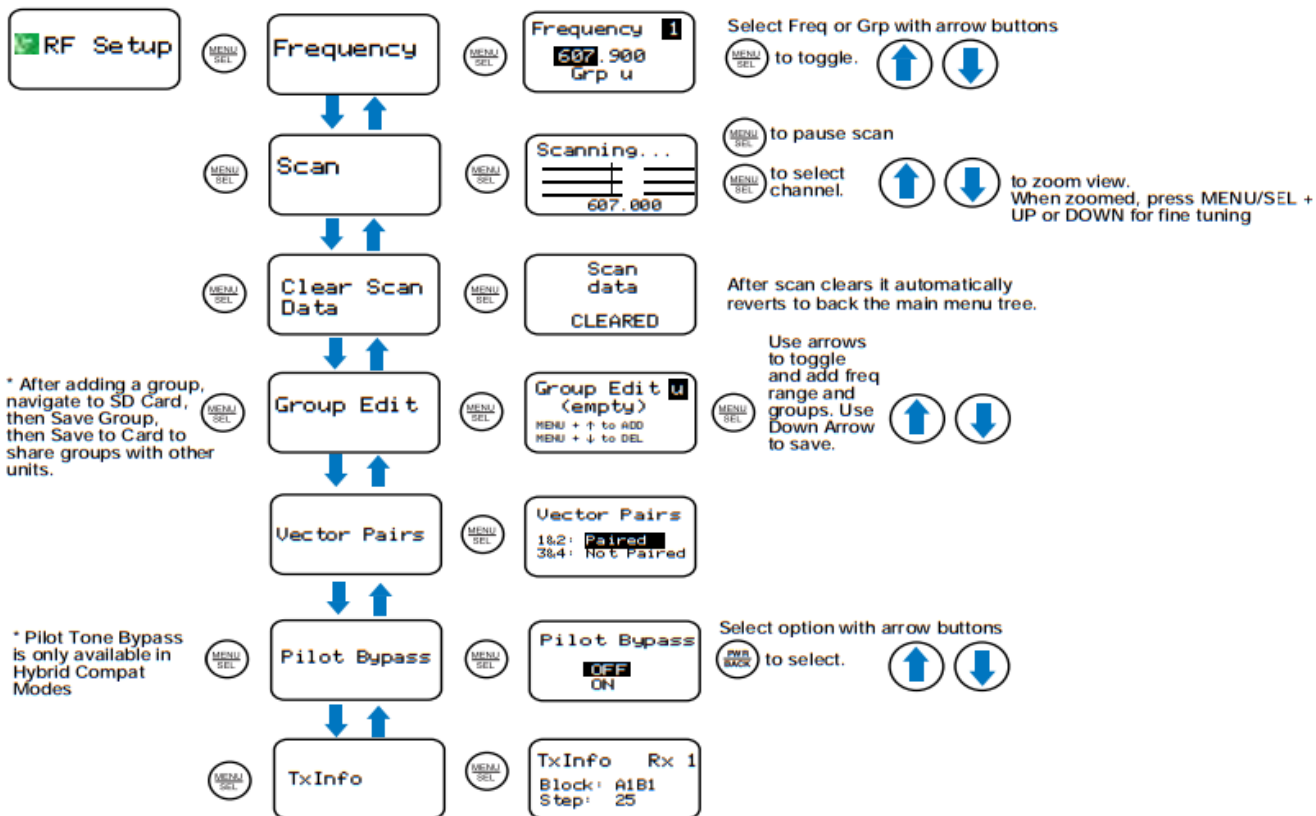 RF Setup
MENU
SEL
Frequency
MENU
SEL
Frequency 1
607.900
Grp u
Select Freq or Grp with arrow buttons
MENU
SEL
to toggle.
MENU
SEL
Scan
MENU
SEL
Scanning...
607.000
MENU
SEL
to pause scan
MENU
SEL
to select
channel.
to zoom view.
When zoomed, press MENU/SEL +
UP or DOWN for fine tuning
MENU
SEL
Clear Scan
Data
MENU
SEL
Scan
data
CLEARED
After scan clears it automatically
reverts to back the main menu tree.
* After adding a group,
navigate to SD Card,
then Save Group,
then Save to Card to
share groups with other
units.
MENU
SEL
Group Edit
MENU
SEL
Group Edit u
(empty)
MENU + ↑ to ADD
MENU + ↓ to DEL
MENU
SEL
Use arrows
to toggle
and add freq
range and
groups. Use
Down Arrow
to save.
Vector Pairs
MENU
SEL
Vector Pairs
1&2: Paired
3&4: Not Paired
* Pilot Tone Bypass
is only available in
Hybrid Compat
Modes
MENU
SEL
Pilot Bypass
MENU
SEL
Pilot Bypass
OFF
ON
Select option with arrow buttons
PWR
BACK
to select.
MENU
SEL
TxInfo
MENU
SEL
TxInfo Rx 1
Block: A1B1
Step: 25